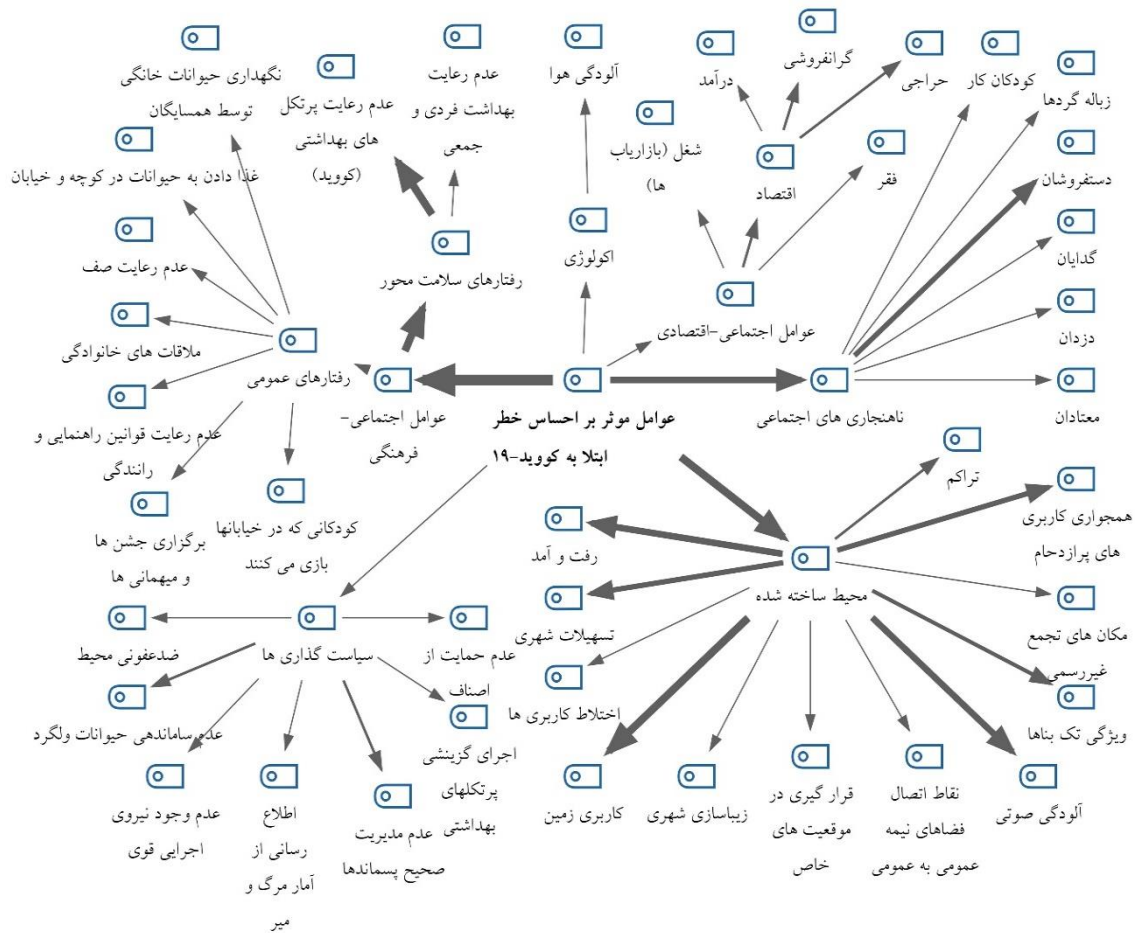 نگهداری حیوانات خانگی
توسط همسایگان
عدم رعایت پرتکل
های بهداشتی
(کووید)
عدم رعایت
بهداشت فردی و
جمعی
آلودگی هوا
درآمد
گرانفروشی
حراجی
کودکان کار
زباله گردها
شغل (بازاریاب
ها)
اقتصاد
فقر
دستفروشان
غذا دادن به حیوانات در کوچه و خیابان
عدم رعایت صف
رفتارهای سلامت محور
اکولوژی
گدایان
عوامل اجتماعی-اقتصادی
دزدان
ملاقات های خانوادگی
رفتارهای عمومی
عوامل اجتماعی-
فرهنگی
عوامل موثر بر احساس خطر
ابتلا به کووید-۱۹
ناهنجاری های اجتماعی
معتادان
عدم رعایت قوانین راهنمایی و
رانندگی
برگزاری جشن ها
و میهمانی ها
کودکانی که در خیابانها
بازی می کنند
تراکم
همجواری کاربری
های پرازدحام
رفت و آمد
محیط ساخته شده
مکان های تجمع
غیررسمی
تسهیلات شهری
ضدعفونی محیط
سیاست گذاری ها
عدم حمایت از
اصناف
اختلاط کاربری ها
ویژگی تک بناها
عدم ساماندهی حیوانات ولگرد
اجرای گزینشی
پرتکلهای
بهداشتی
عدم وجود نیروی
اجرایی قوی
اطلاع
رسانی از
آمار مرگ و
میر
عدم مدیریت
صحیح پسماندها
کاربری زمین
زیباسازی شهری
قرار گیری در
موقعیت های
خاص
نقاط اتصال
فضاهای نیمه
عمومی به عمومی
آلودگی صوتی